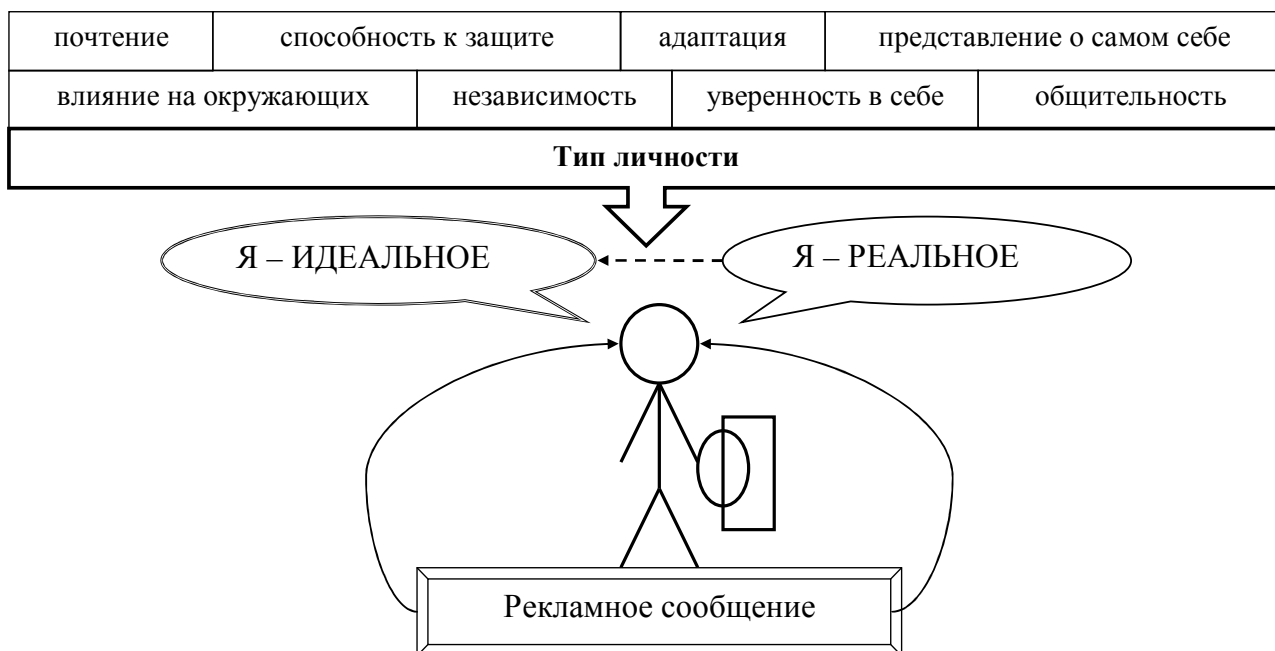 почтение способность к защите адаптация представление о самом себе
влияние на окружающих независимость уверенность в себе общительность
Тип личности
Я – ИДЕАЛЬНОЕ Я – РЕАЛЬНОЕ
Рекламное сообщение